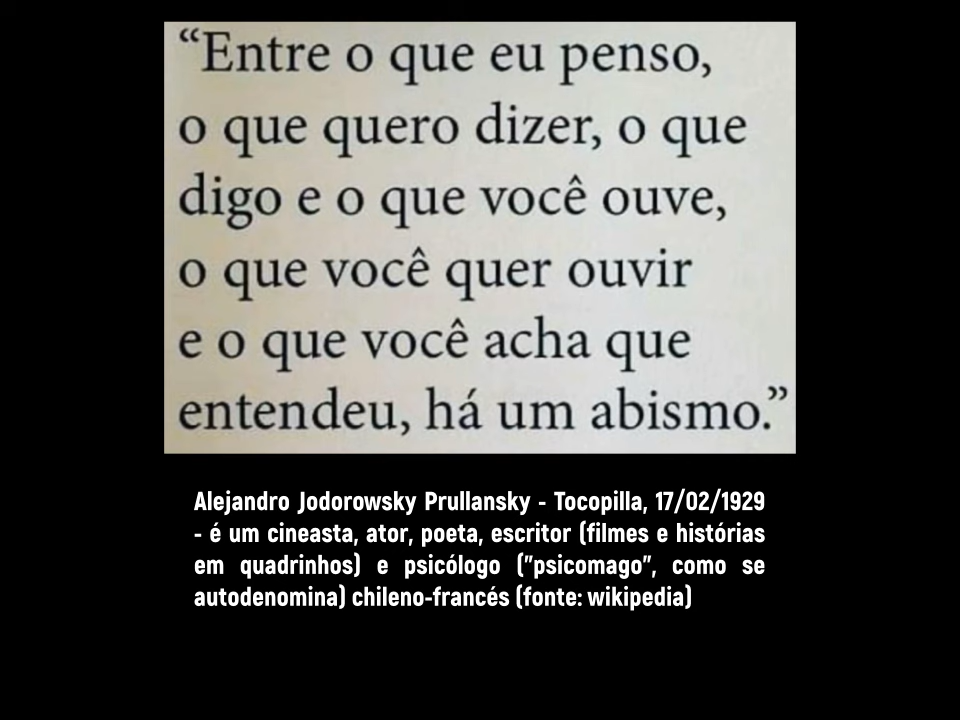 “Entre o que eu penso,
o que quero dizer, o que
digo e o que você ouve,
o que você quer ouvir
e o que você acha que
entendeu, há um abismo.”
Alejandro Jodorowsky Prullansky - Tocopilla, 17/02/1929
- é um cineasta, ator, poeta, escritor (filmes e histórias
em quadrinhos) e psicólogo ("psicomago", como se
autodenomina) chileno-francés (fonte: wikipedia)